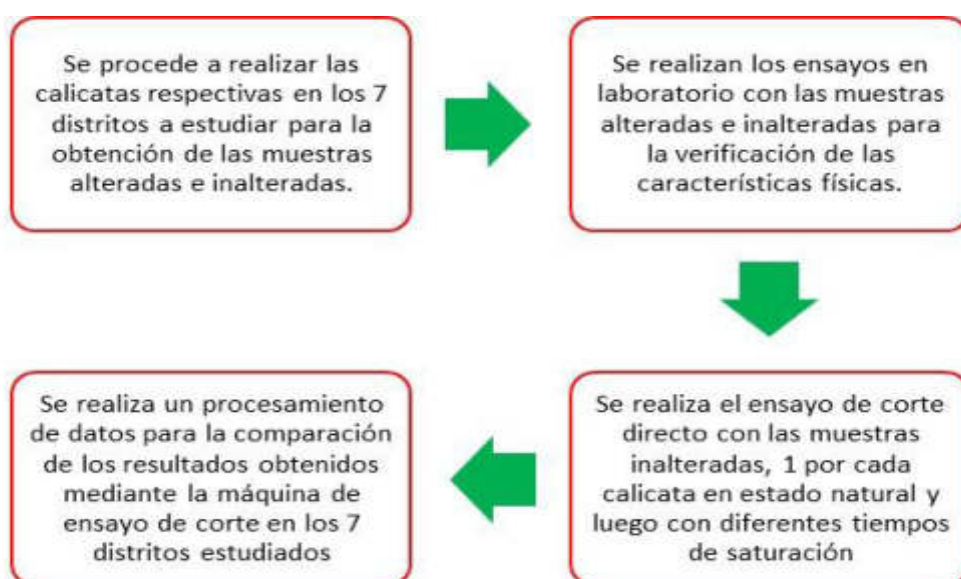 Se procede a realizar las
calicatas respectivas en los 7
distritos a estudiar para la
obtención de las muestras
alteradas e inalteradas.
Se realizan los ensayos en
laboratorio con las muestras
alteradas e inalteradas para
la verificación de las
características físicas.
Se realiza el ensayo de corte
directo con las muestras
inalteradas, 1 por cada
calicata en estado natural y
luego con diferentes tiempos
de saturación
Se realiza un procesamiento
de datos para la comparación
de los resultados obtenidos
mediante la máquina de
ensayo de corte en los 7
distritos estudiados